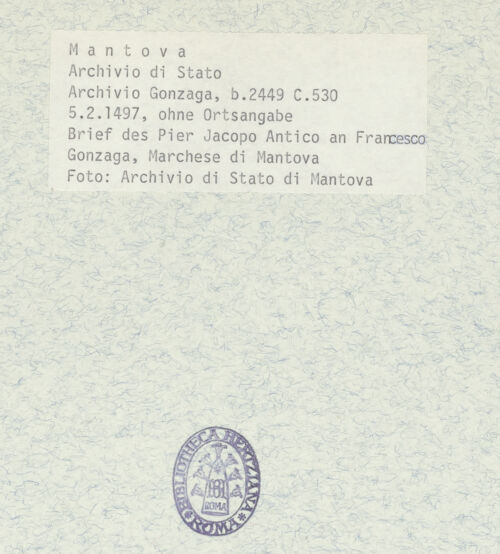 M a n t o v a
Archivio di Stato
Archivio Gonzaga, b.2449 C.530
5.2.1497, ohne Ortsangabe
Brief des Pier Jacopo Antico an Francesco
Gonzaga, Marchese di Mantova
Foto: Archivio di Stato di Mantova
BIBLIOTHECA HERTZIANA
ROMA
ROMA